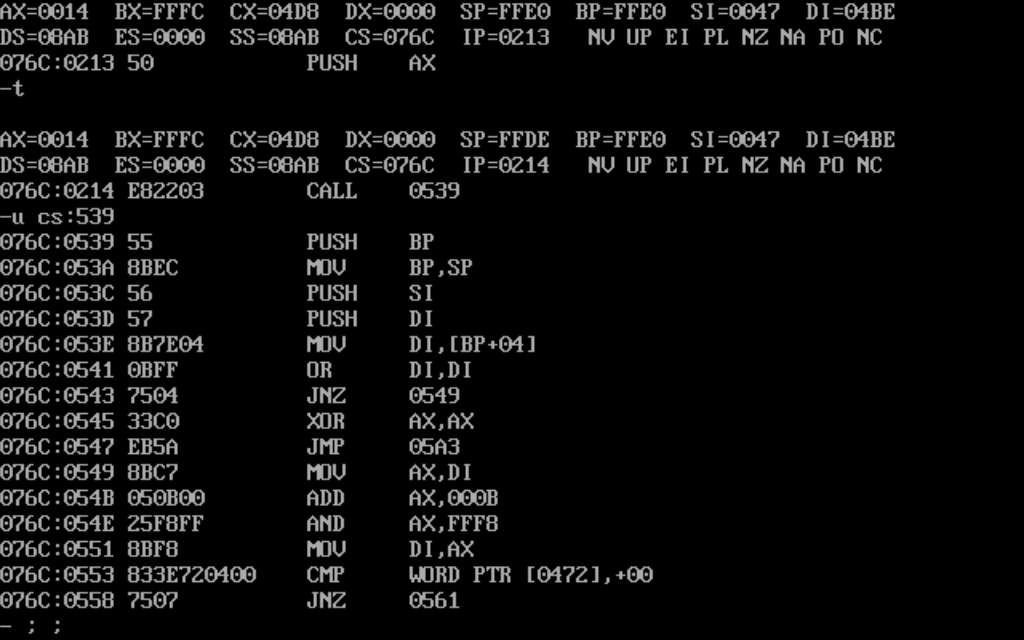 AX=0014  BX=FFFC  CX=04D8  DX=0000  SP=FFE0  BP=FFE0  SI=0047  DI=04BE
DS=08AB  ES=0000  SS=08AB  CS=076C  IP=0213   NV UP EI PL NZ NA PO NC
076C:0213 50            PUSH    AX
-t

AX=0014  BX=FFFC  CX=04D8  DX=0000  SP=FFDE  BP=FFE0  SI=0047  DI=04BE
DS=08AB  ES=0000  SS=08AB  CS=076C  IP=0214   NV UP EI PL NZ NA PO NC
076C:0214 E82203        CALL    0539
-u cs:539
076C:0539 55            PUSH    BP
076C:053A 8BEC          MOV     BP,SP
076C:053C 56            PUSH    SI
076C:053D 57            PUSH    DI
076C:053E 8B7E04        MOV     DI,[BP+04]
076C:0541 0BFF          OR      DI,DI
076C:0543 7504          JNZ     0549
076C:0545 33C0          XOR     AX,AX
076C:0547 EB5A          JMP     05A3
076C:0549 8BC7          MOV     AX,DI
076C:054B 050B00        ADD     AX,000B
076C:054E 25F8FF        AND     AX,FFF8
076C:0551 8BF8          MOV     DI,AX
076C:0553 833E720400    CMP     WORD PTR [0472],+00
076C:0558 7507          JNZ     0561
- ; ;